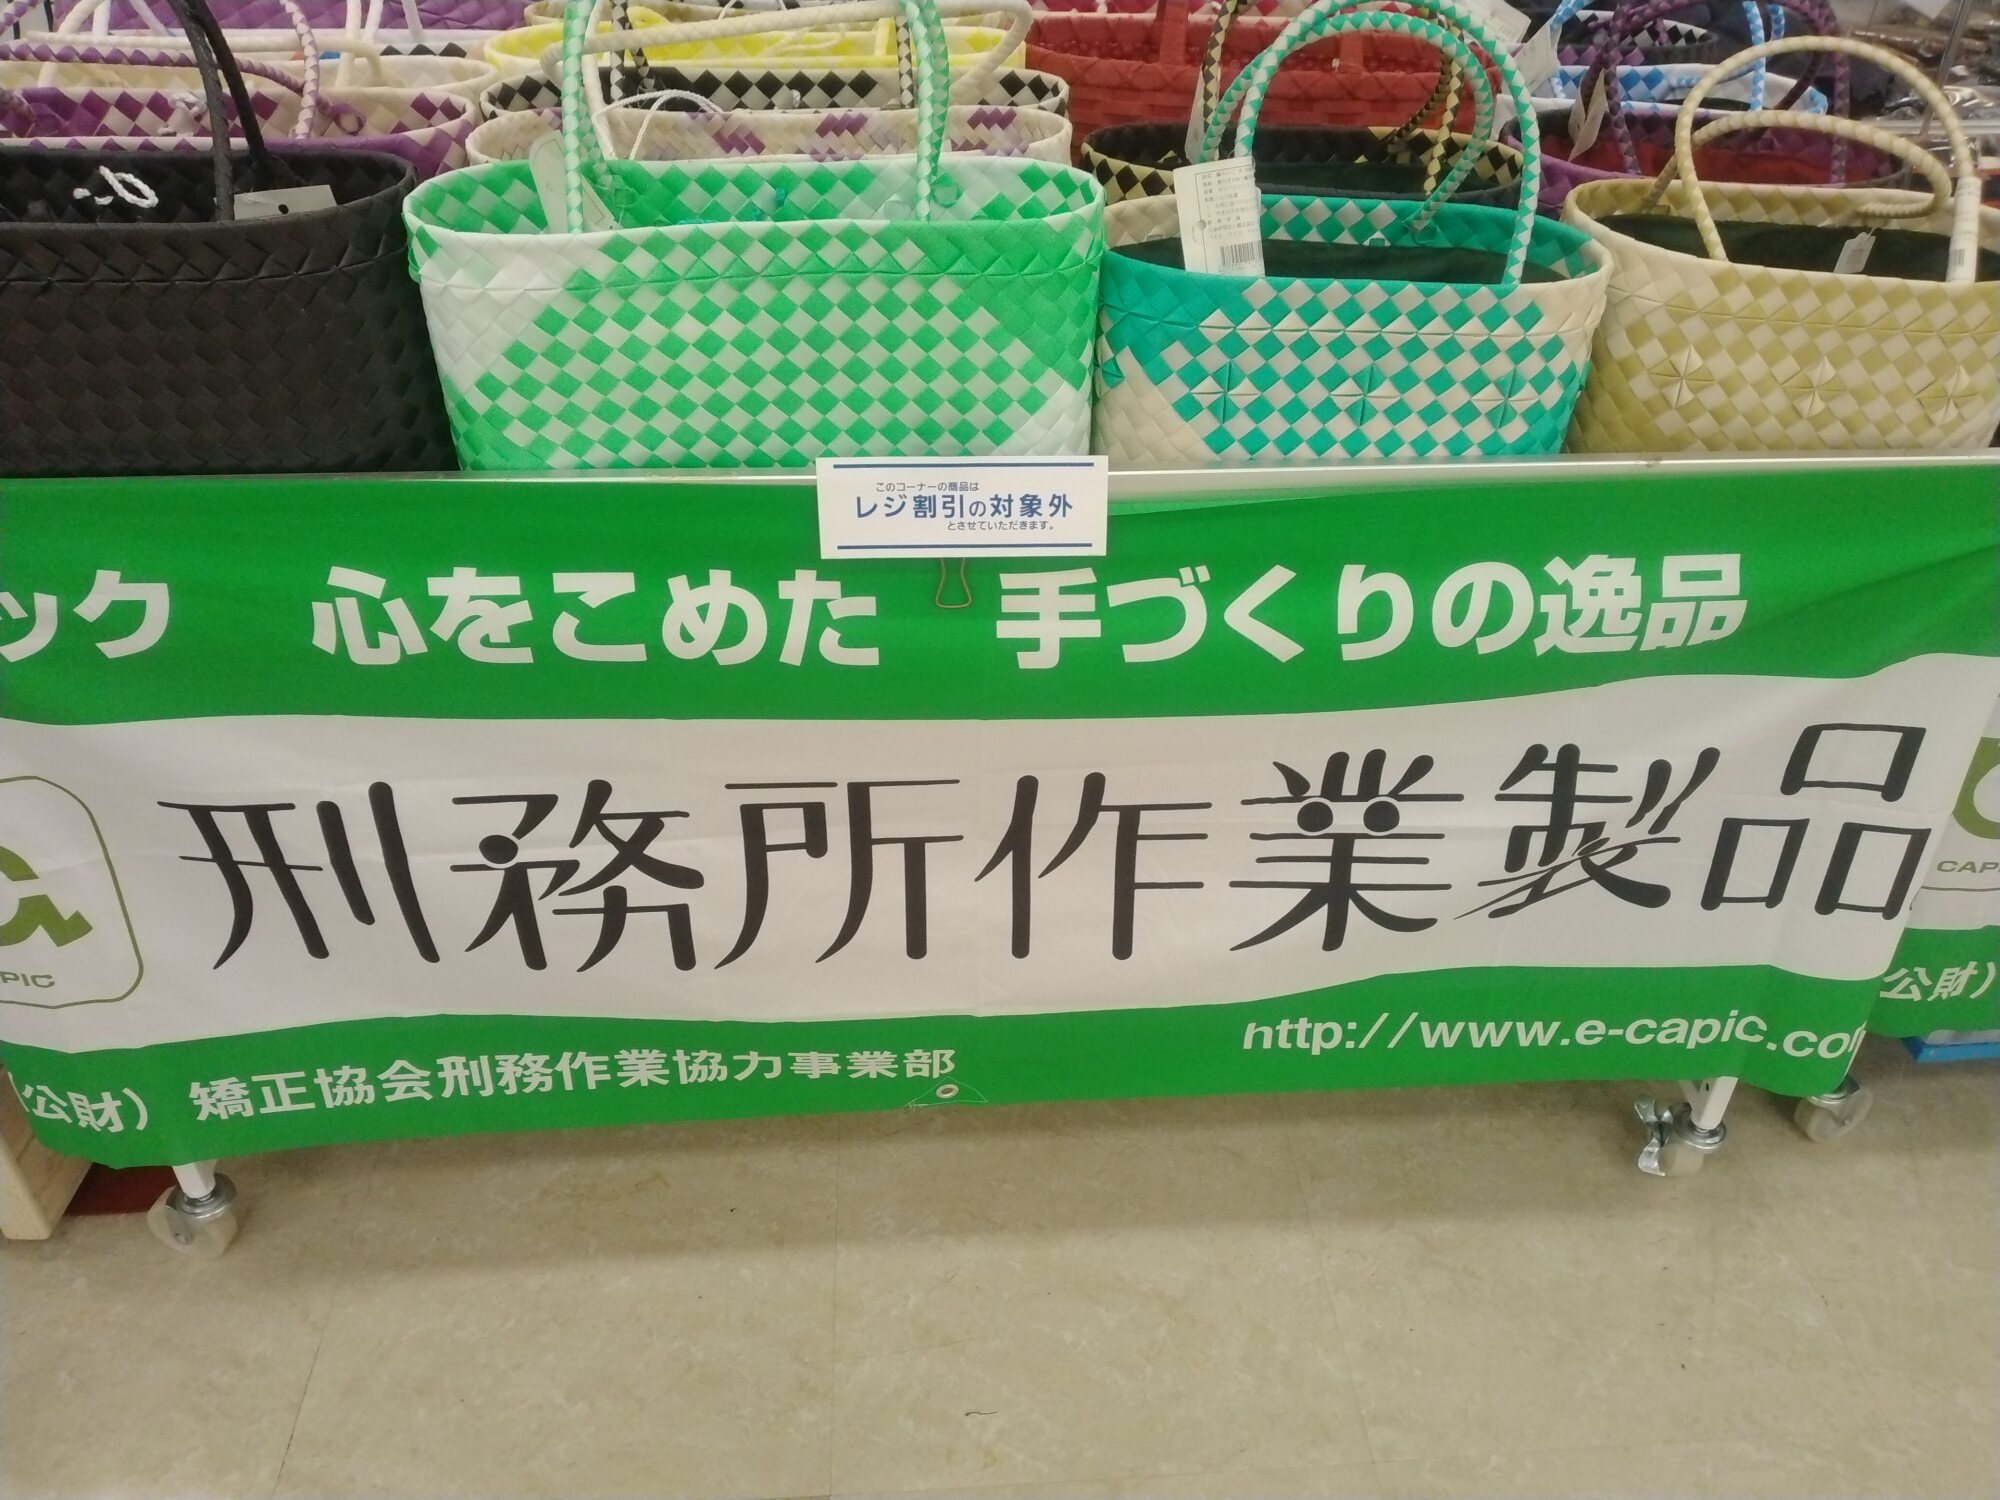 このコーナーの商品は
レジ割引の対象外
とさせていただきます。
ック 心をこめた 手づくりの逸品
刑務所作業製品
CAPIC
http://www.e-capic.com
(公財) 矯正協会刑務作業協力事業部
公財)